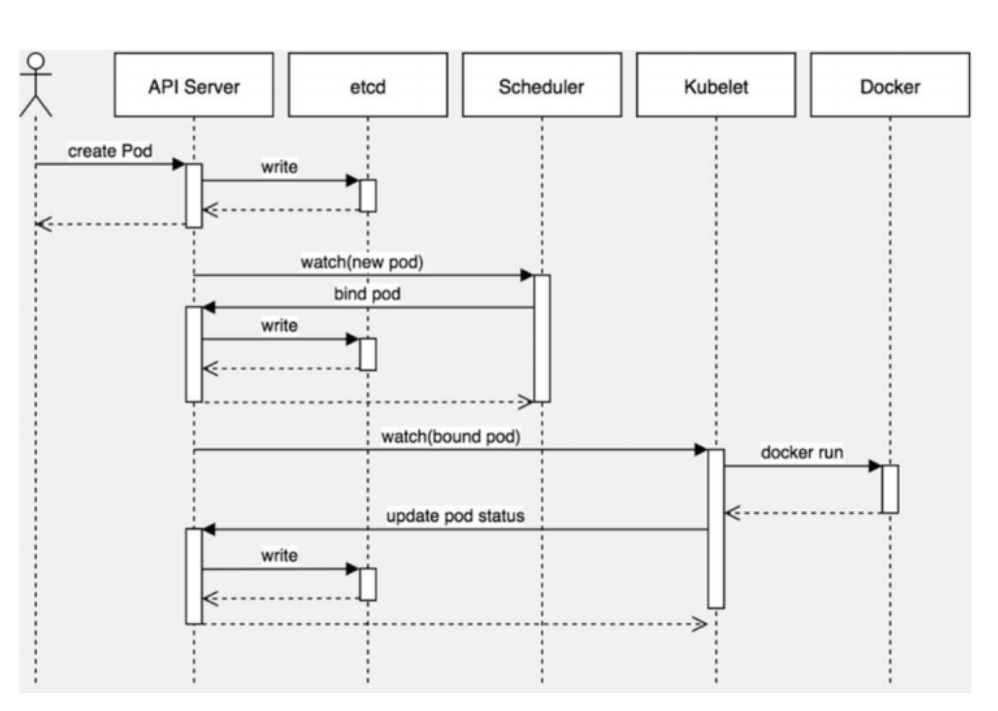 API Server
etcd
Scheduler
Kubelet
Docker
create Pod
write
watch(new pod)
bind pod
write
watch(bound pod)
docker run
update pod status
write